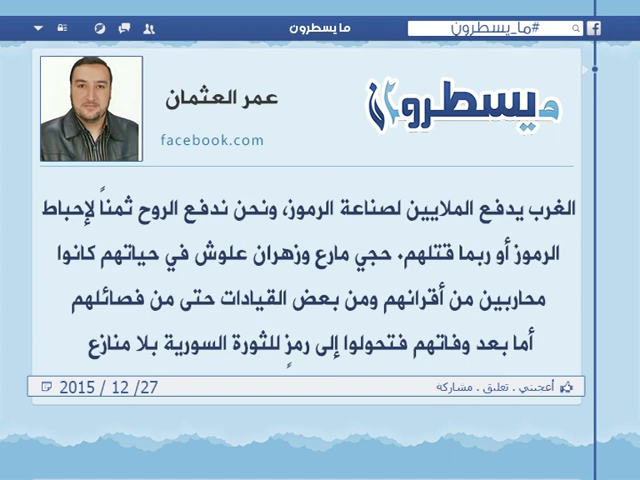 ما يسطرون
#ما_يسطرون
ما يسطرون
عمر العثمان
facebook.com
الغرب يدفع الملايين لصناعة الرموز، ونحن ندفع الروح ثمناً لإحباط
الرموز أو ربما قتلهم. حجي مارع وزهران علوش في حياتهم كانوا
محاربين من أقرانهم ومن بعض القيادات حتى من فصائلهم
أما بعد وفاتهم فتحولوا إلى رمزٍ للثورة السورية بلا منازع
أعجبني . تعليق . مشاركة
27/ 12 / 2015